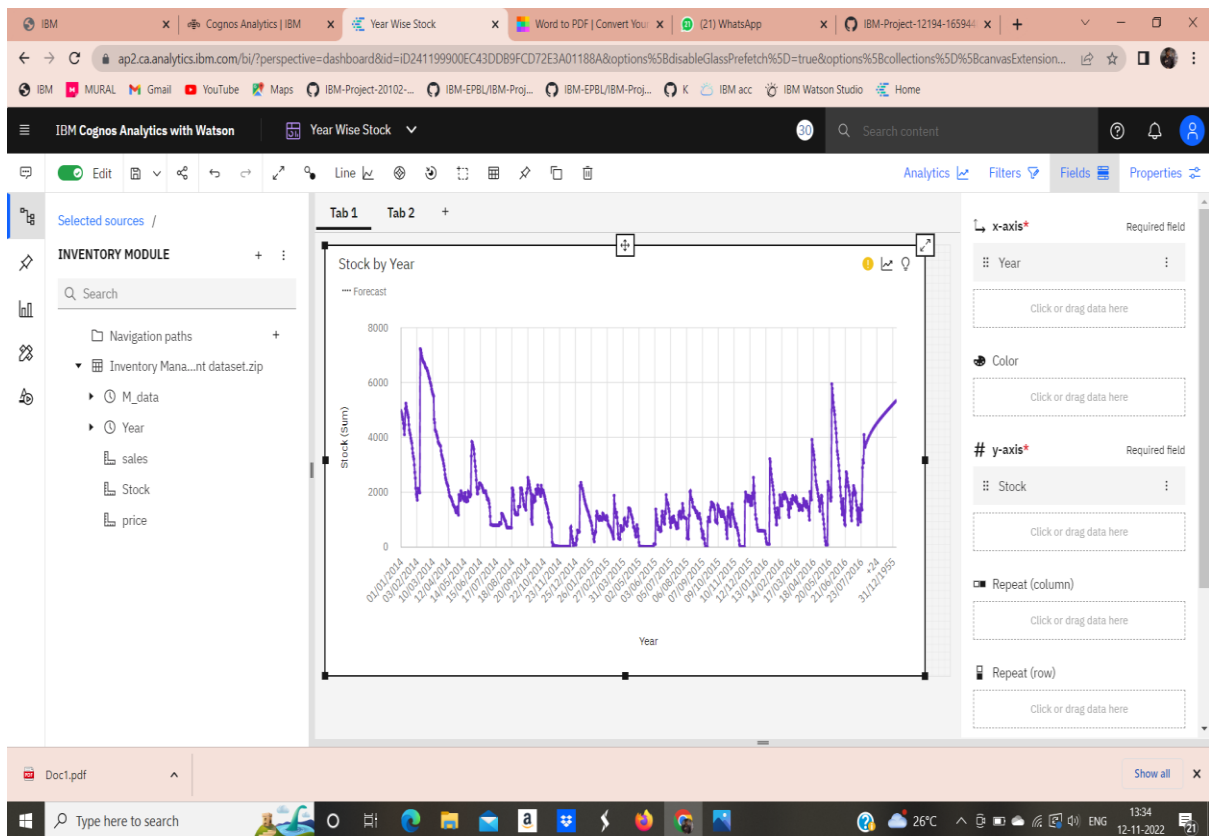 IBM
Cognos Analytics | IBM
Year Wise Stock
Word to PDF | Convert Your
(21) WhatsApp
IBM-Project-12194-165944
ap2.ca.analytics.ibm.com/bi/?perspective=dashboard&id=iD241199900EC43DDB9FCD72E3A01188A&options%5BdisableGlassPrefetch%5D=true&options%5Bcollections%5D%5BcanvasExtension...
IBM
MURAL
Gmail
YouTube
Maps
IBM-Project-20102-...
IBM-EPBL/IBM-Proj...
IBM-EPBL/IBM-Proj...
K
IBM acc
IBM Watson Studio
Home
IBM Cognos Analytics with Watson
Year Wise Stock
30
Search content
Edit
Line
Analytics
Filters
Fields
Properties
Selected sources /
INVENTORY MODULE
Search
Navigation paths
Inventory Mana...nt dataset.zip
M_data
Year
sales
Stock
price
Tab 1
Tab 2
Stock by Year
Forecast
8000
6000
4000
2000
0
Stock (Sum)
01/01/2014
03/02/2014
10/03/2014
12/04/2014
14/05/2014
15/06/2014
17/07/2014
18/08/2014
20/09/2014
22/10/2014
23/11/2014
25/12/2014
26/01/2015
27/02/2015
31/03/2015
02/05/2015
03/06/2015
05/07/2015
06/08/2015
07/09/2015
09/10/2015
10/11/2015
12/12/2015
13/01/2016
14/02/2016
17/03/2016
18/04/2016
20/05/2016
21/06/2016
23/07/2016
+24
31/12/1955
Year
x-axis*
Required field
Year
Click or drag data here
Color
Click or drag data here
y-axis*
Required field
Stock
Click or drag data here
Repeat (column)
Click or drag data here
Repeat (row)
Click or drag data here
Doc1.pdf
Show all
Type here to search
26°C
ENG
13:34
12-11-2022
21